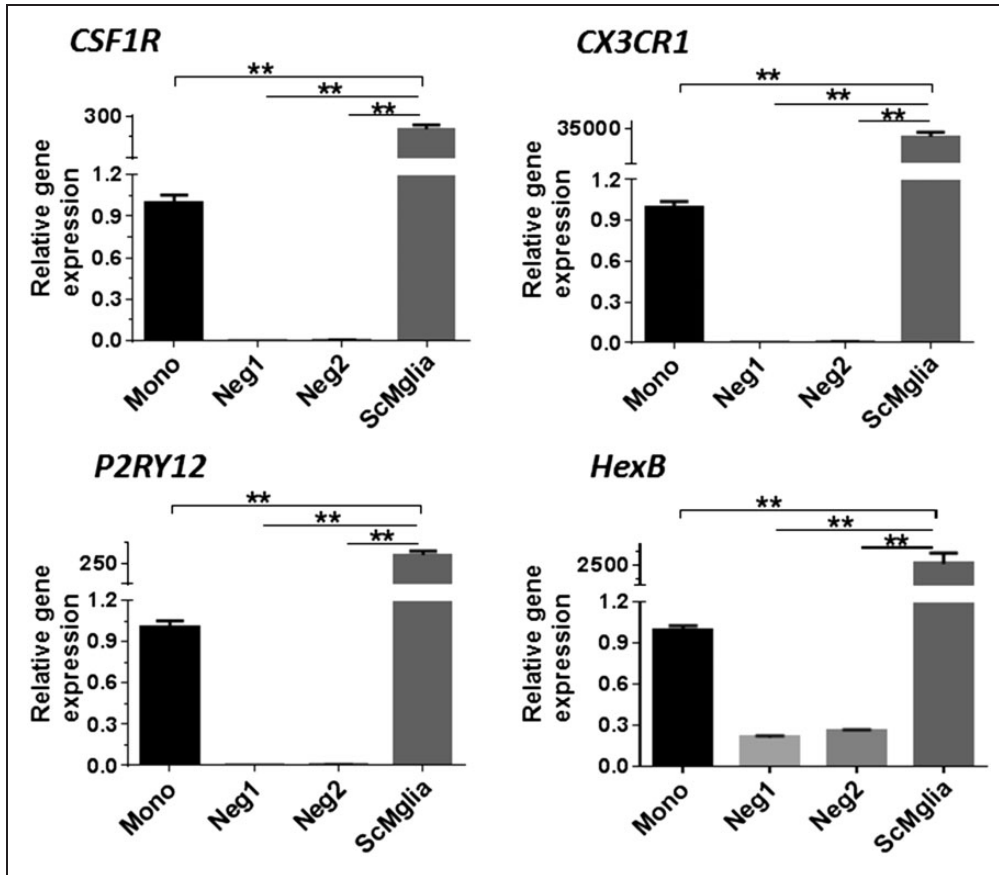 CSF1R
**
**
**
300
1.2
0.9
0.6
0.3
0.0
Relative gene
expression
Mono
Neg1
Neg2
ScMglia
CX3CR1
**
**
**
35000
1.2
0.9
0.6
0.3
0.0
Relative gene
expression
Mono
Neg1
Neg2
ScMglia
P2RY12
**
**
**
250
1.2
0.9
0.6
0.3
0.0
Relative gene
expression
Mono
Neg1
Neg2
ScMglia
HexB
**
**
**
2500
1.2
0.9
0.6
0.3
0.0
Relative gene
expression
Mono
Neg1
Neg2
ScMglia